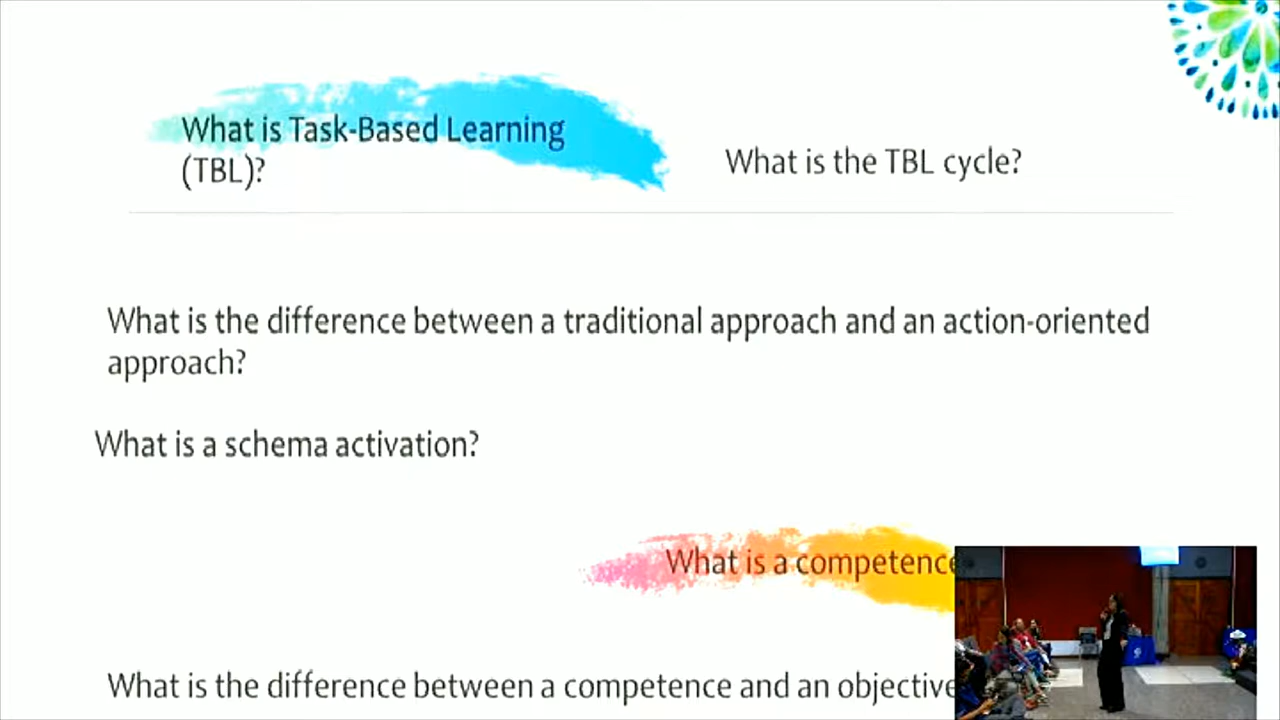 What is Task-Based Learning
(TBL)?
What is the TBL cycle?
What is the difference between a traditional approach and an action-oriented
approach?
What is a schema activation?
What is a competence
What is the difference between a competence and an objective